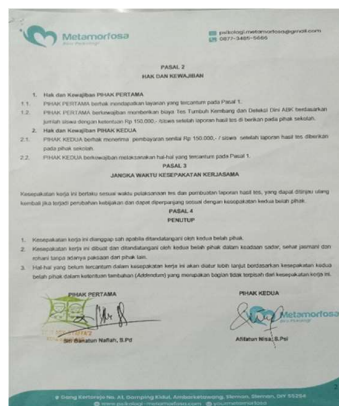 Metamorfosa
Biro Psikologi
psikologi.metamorfosa@gmail.com
0877-3465-5686
PASAL 2
HAK DAN KEWAJIBAN
1. Hak dan Kewajiban PIHAK PERTAMA
1.1. PIHAK PERTAMA berhak mendapatkan layanan yang tercantum pada Pasal 1.
1.2. PIHAK PERTAMA berkewajiban memberikan biaya Tes Tumbuh Kembang dan Deteksi Dini ABK berdasarkan
jumlah siswa dengan ketentuan Rp 150.000,- / siswa setelah laporan hasil tes di berikan pada pihak sekolah.
2. Hak dan Kewajiban PIHAK KEDUA
2.1. PIHAK KEDUA berhak menerima pembayaran senilai Rp 150.000,- / siswa setelah laporan hasil tes diberikan
pada pihak sekolah.
2.2. PIHAK KEDUA berkewajiban melaksanakan hal-hal yang tercantum pada Pasal 1.
PASAL 3
JANGKA WAKTU KESEPAKATAN KERJASAMA
Kesepakatan kerja ini berlaku sesuai waktu pelaksanaan tes dan pembuatan laporan hasil tes, yang dapat ditinjau ulang
kembali jika terjadi perubahan kebijakan dan dapat diperpanjang sesuai dengan kesepakatan kedua belah pihak.
PASAL 4
PENUTUP
1. Kesepakatan kerja ini dianggap sah apabila ditandatangani oleh kedua belah pihak.
2. Kesepakatan kerja ini dibuat dan ditandatangani oleh kedua belah pihak dalam keadaan sadar, sehat jasmani dan
rohani tanpa adanya paksaan dari pihak lain.
3. Hal-hal yang belum tercantum dalam kesepakatan kerja ini akan diatur lebih lanjut berdasarkan kesepakatan kedua
belah pihak dalam ketentuan tambahan (Addendum) yang merupakan bagian tidak terpisah dari kesepakatan kerja ini.
PIHAK PERTAMA
PIHAK KEDUA
Metamorfosa
Siti Banatun Nafiah, S.Pd
Afifatun Nisa, S.Psi